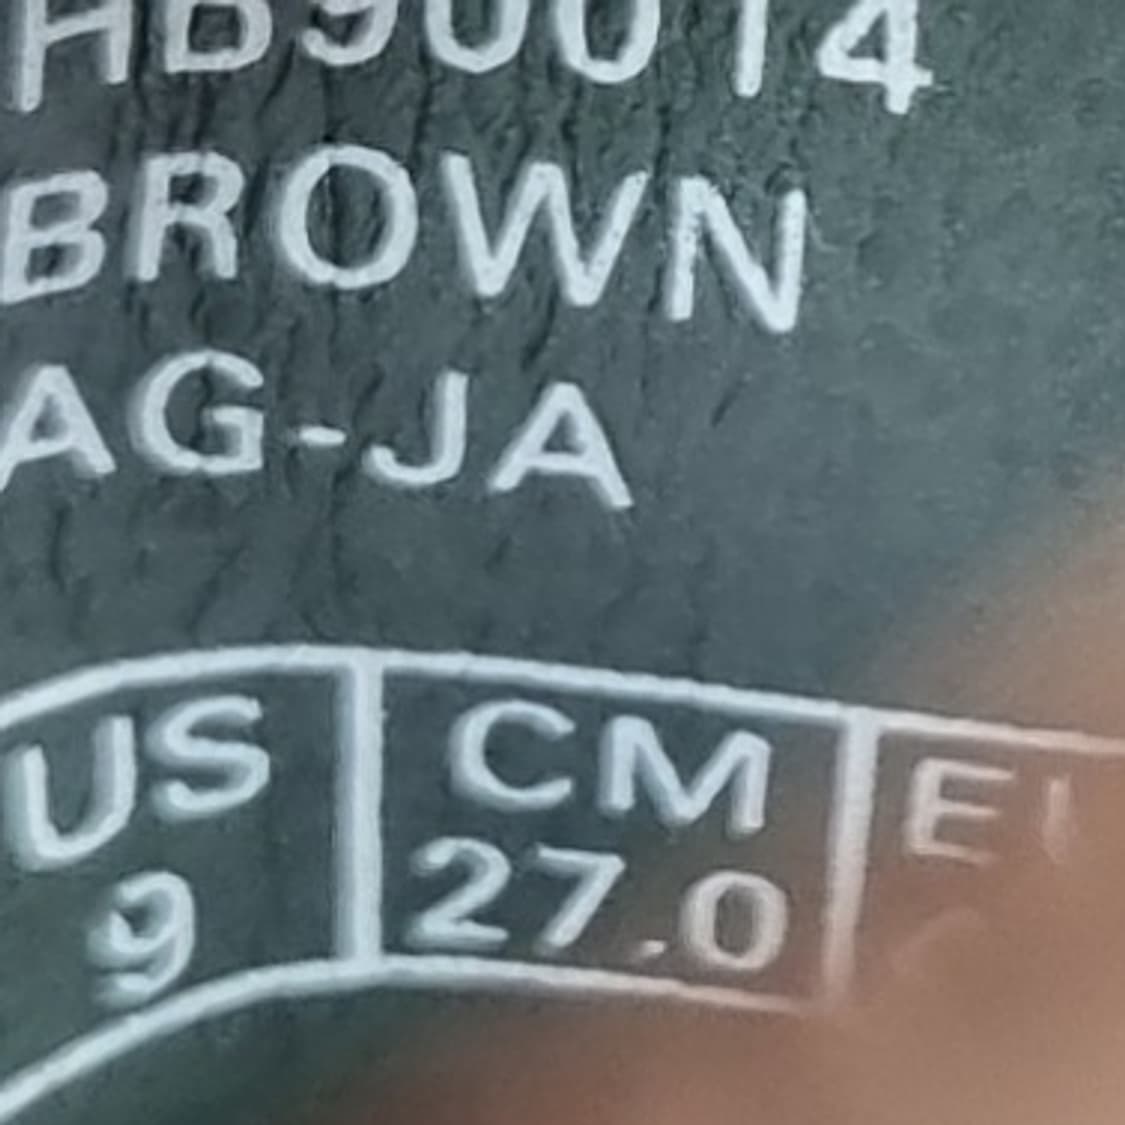 HB90014
BROWN
AG-JA
US CM
9 27.0